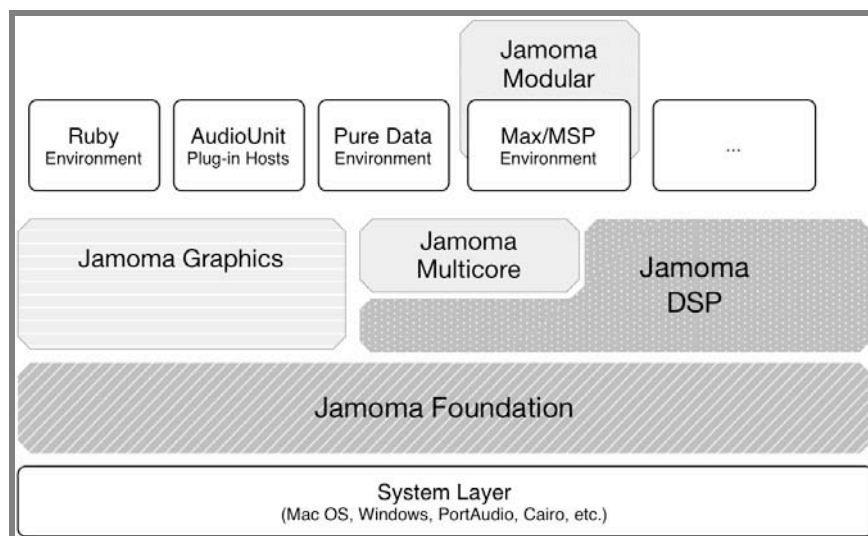 Jamoma
Modular
Ruby
Environment
AudioUnit
Plug-in Hosts
Pure Data
Environment
Max/MSP
Environment
...
Jamoma Graphics
Jamoma
Multicore
Jamoma
DSP
Jamoma Foundation
System Layer
(Mac OS, Windows, PortAudio, Cairo, etc.)